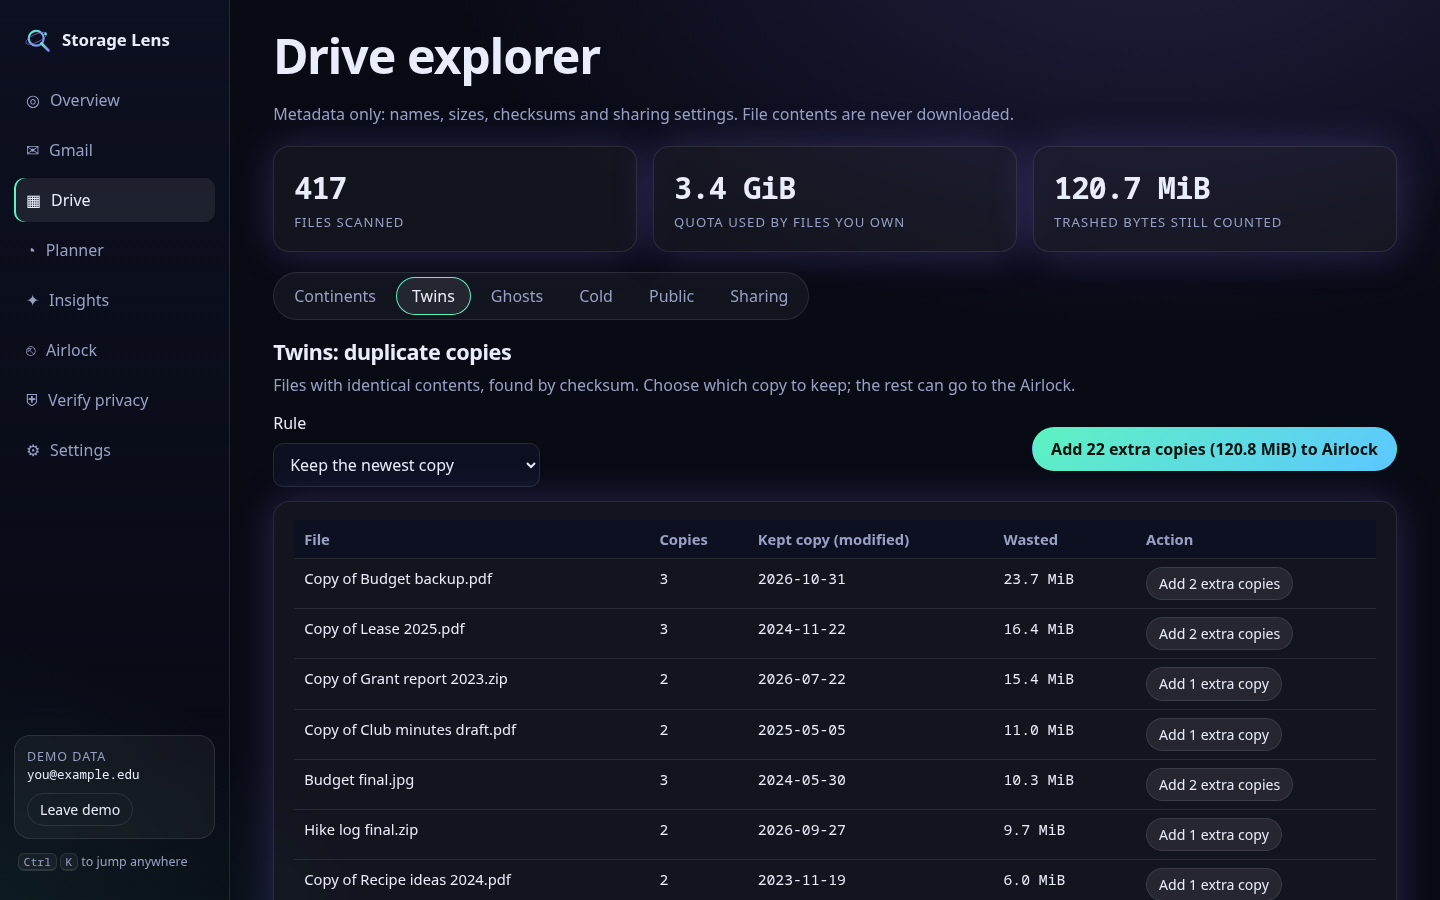 Storage Lens
Overview
Gmail
Drive
Planner
Insights
Airlock
Verify privacy
Settings
DEMO DATA
you@example.edu
Leave demo
Ctrl K to jump anywhere
Drive explorer
Metadata only: names, sizes, checksums and sharing settings. File contents are never downloaded.
417
FILES SCANNED
3.4 GiB
QUOTA USED BY FILES YOU OWN
120.7 MiB
TRASHED BYTES STILL COUNTED
Continents Twins Ghosts Cold Public Sharing
Twins: duplicate copies
Files with identical contents, found by checksum. Choose which copy to keep; the rest can go to the Airlock.
Rule
Keep the newest copy
Add 22 extra copies (120.8 MiB) to Airlock
File Copies Kept copy (modified) Wasted Action
Copy of Budget backup.pdf 3 2026-10-31 23.7 MiB Add 2 extra copies
Copy of Lease 2025.pdf 3 2024-11-22 16.4 MiB Add 2 extra copies
Copy of Grant report 2023.zip 2 2026-07-22 15.4 MiB Add 1 extra copy
Copy of Club minutes draft.pdf 2 2025-05-05 11.0 MiB Add 1 extra copy
Budget final.jpg 3 2024-05-30 10.3 MiB Add 2 extra copies
Hike log final.zip 2 2026-09-27 9.7 MiB Add 1 extra copy
Copy of Recipe ideas 2024.pdf 2 2023-11-19 6.0 MiB Add 1 extra copy